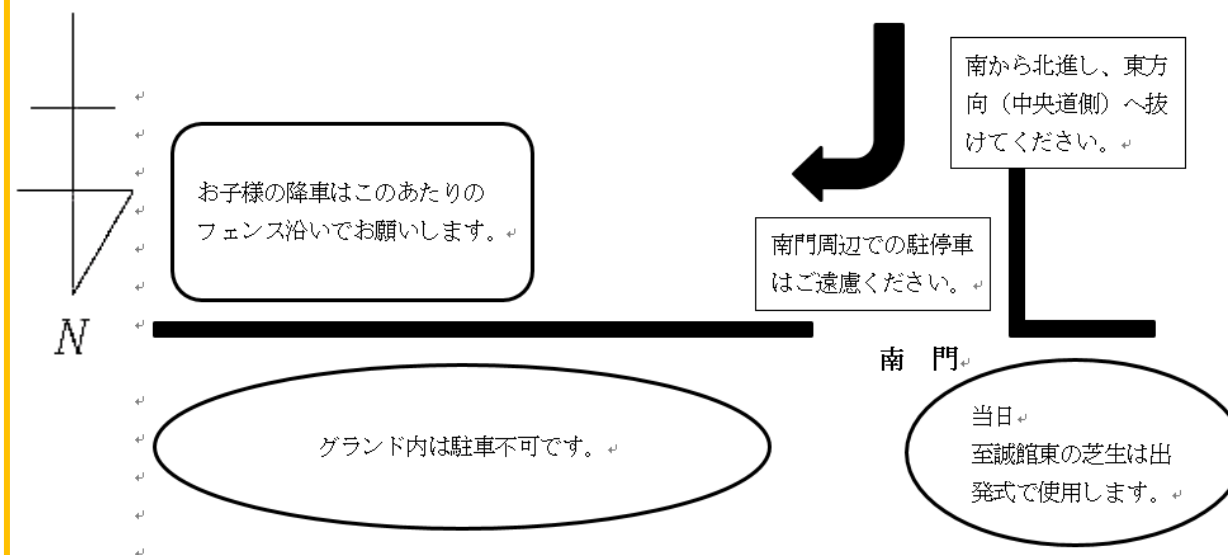 南から北進し、東方
向（中央道側）へ抜
けてください。
お子様の降車はこのあたりの
フェンス沿いでお願いします。
南門周辺での駐停車
はご遠慮ください。
N
南　門
グランド内は駐車不可です。
当日
至誠館東の芝生は出
発式で使用します。